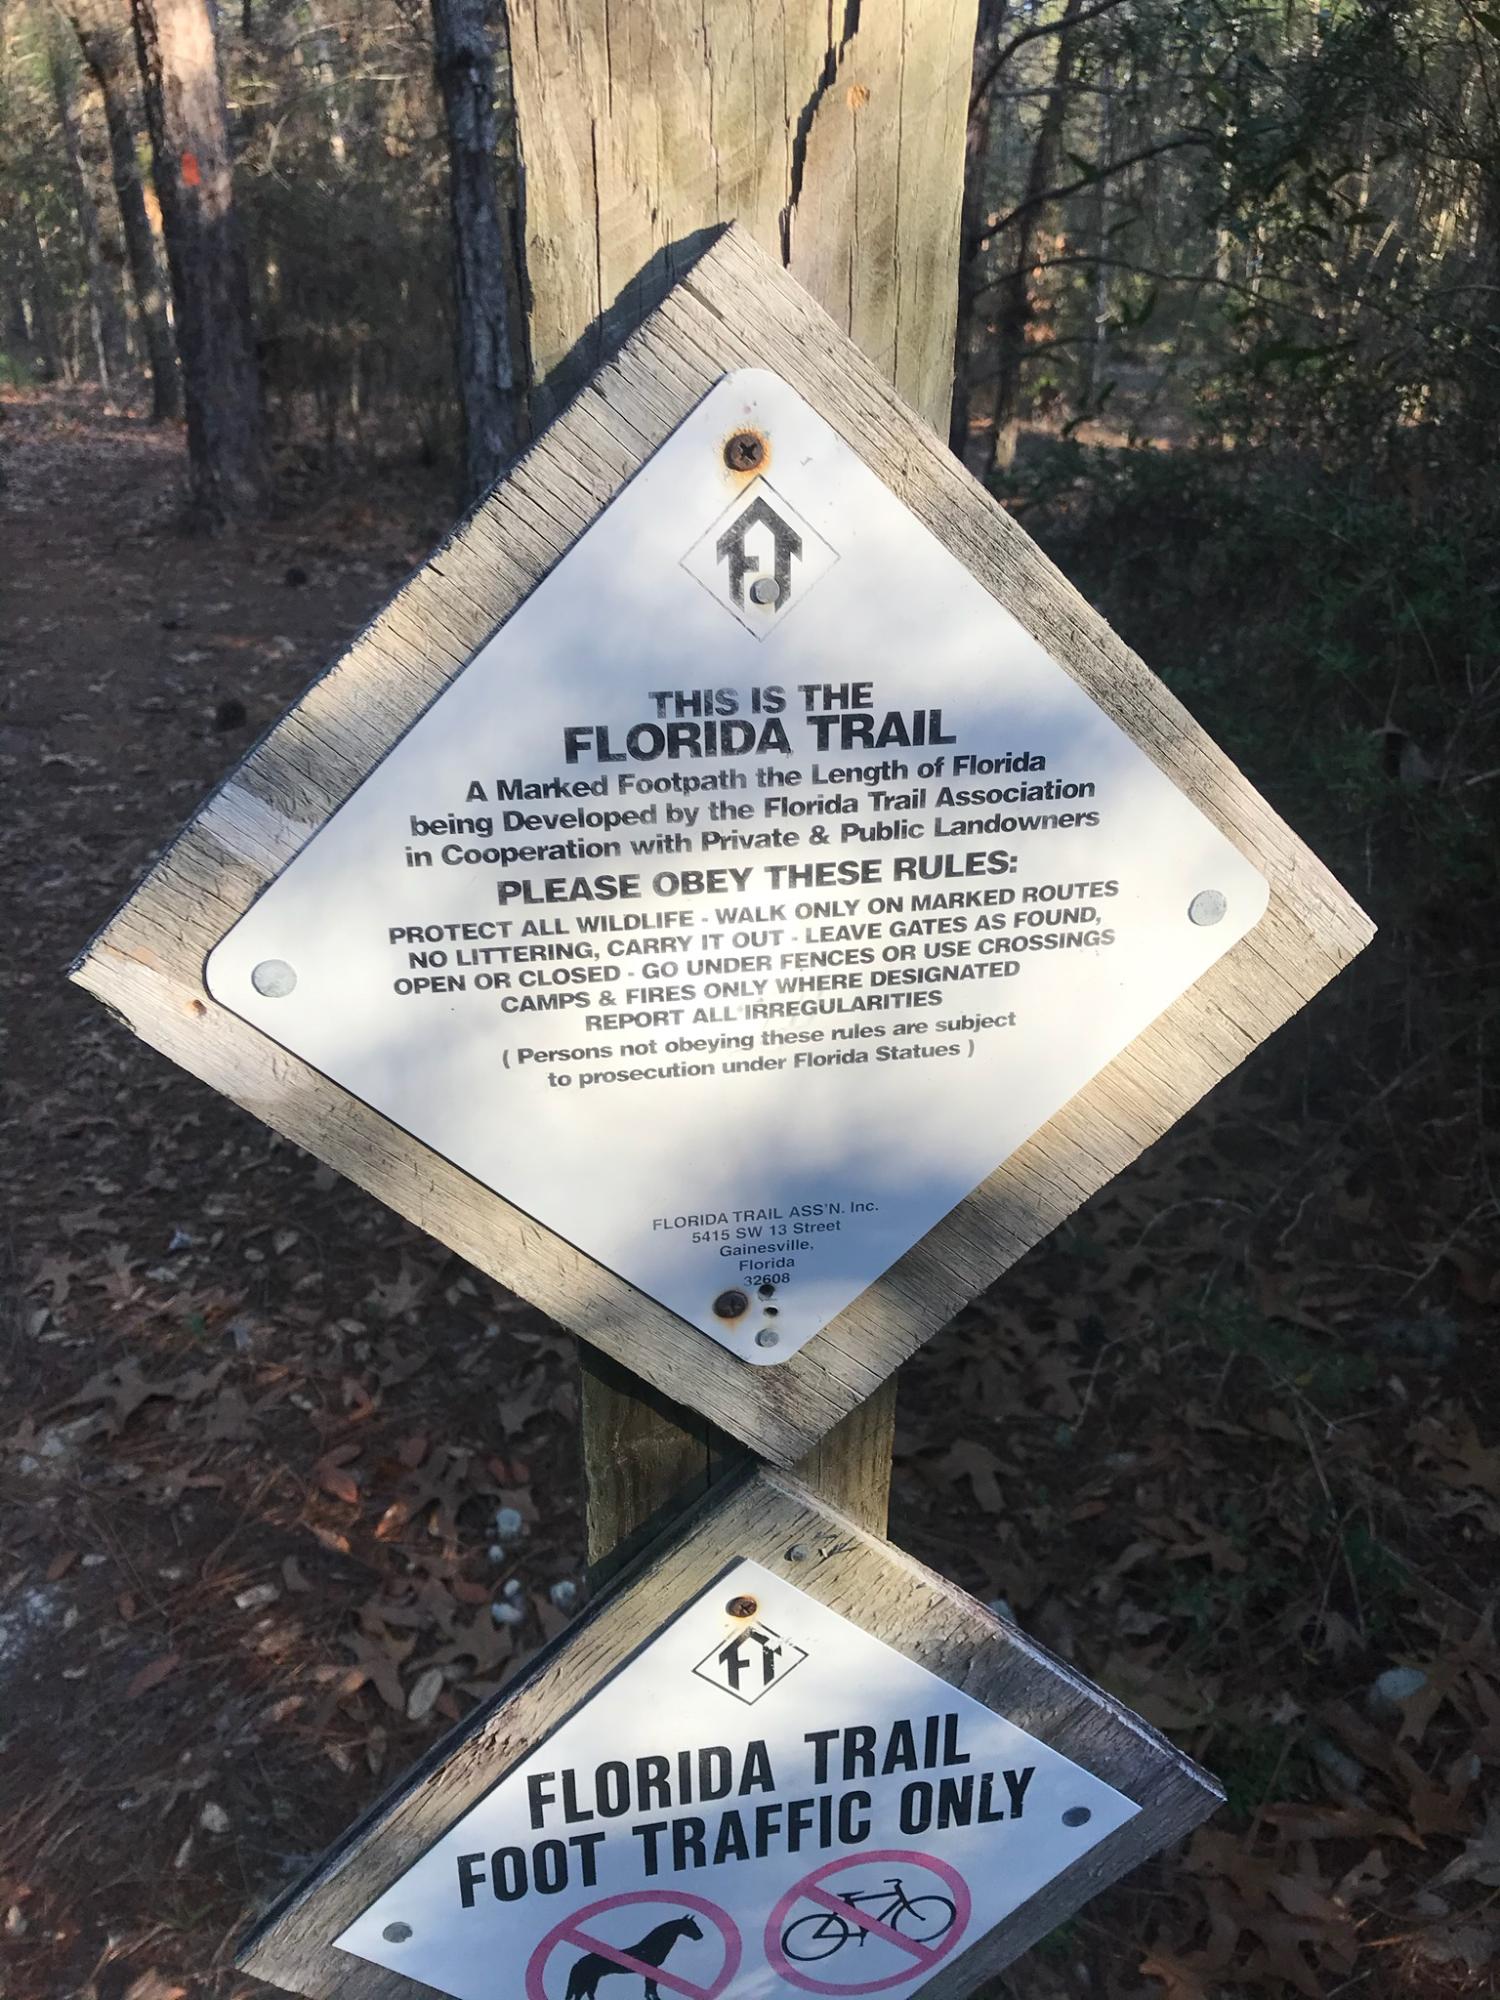 FT
THIS IS THE
FLORIDA TRAIL
A Marked Footpath the Length of Florida
being Developed by the Florida Trail Association
in Cooperation with Private & Public Landowners
PLEASE OBEY THESE RULES:
PROTECT ALL WILDLIFE - WALK ONLY ON MARKED ROUTES
NO LITTERING, CARRY IT OUT - LEAVE GATES AS FOUND,
OPEN OR CLOSED - GO UNDER FENCES OR USE CROSSINGS
CAMPS & FIRES ONLY WHERE DESIGNATED
REPORT ALL IRREGULARITIES
( Persons not obeying these rules are subject
to prosecution under Florida Statues )
FLORIDA TRAIL ASS'N. Inc.
5415 SW 13 Street
Gainesville,
Florida
32608
FT
FLORIDA TRAIL
FOOT TRAFFIC ONLY